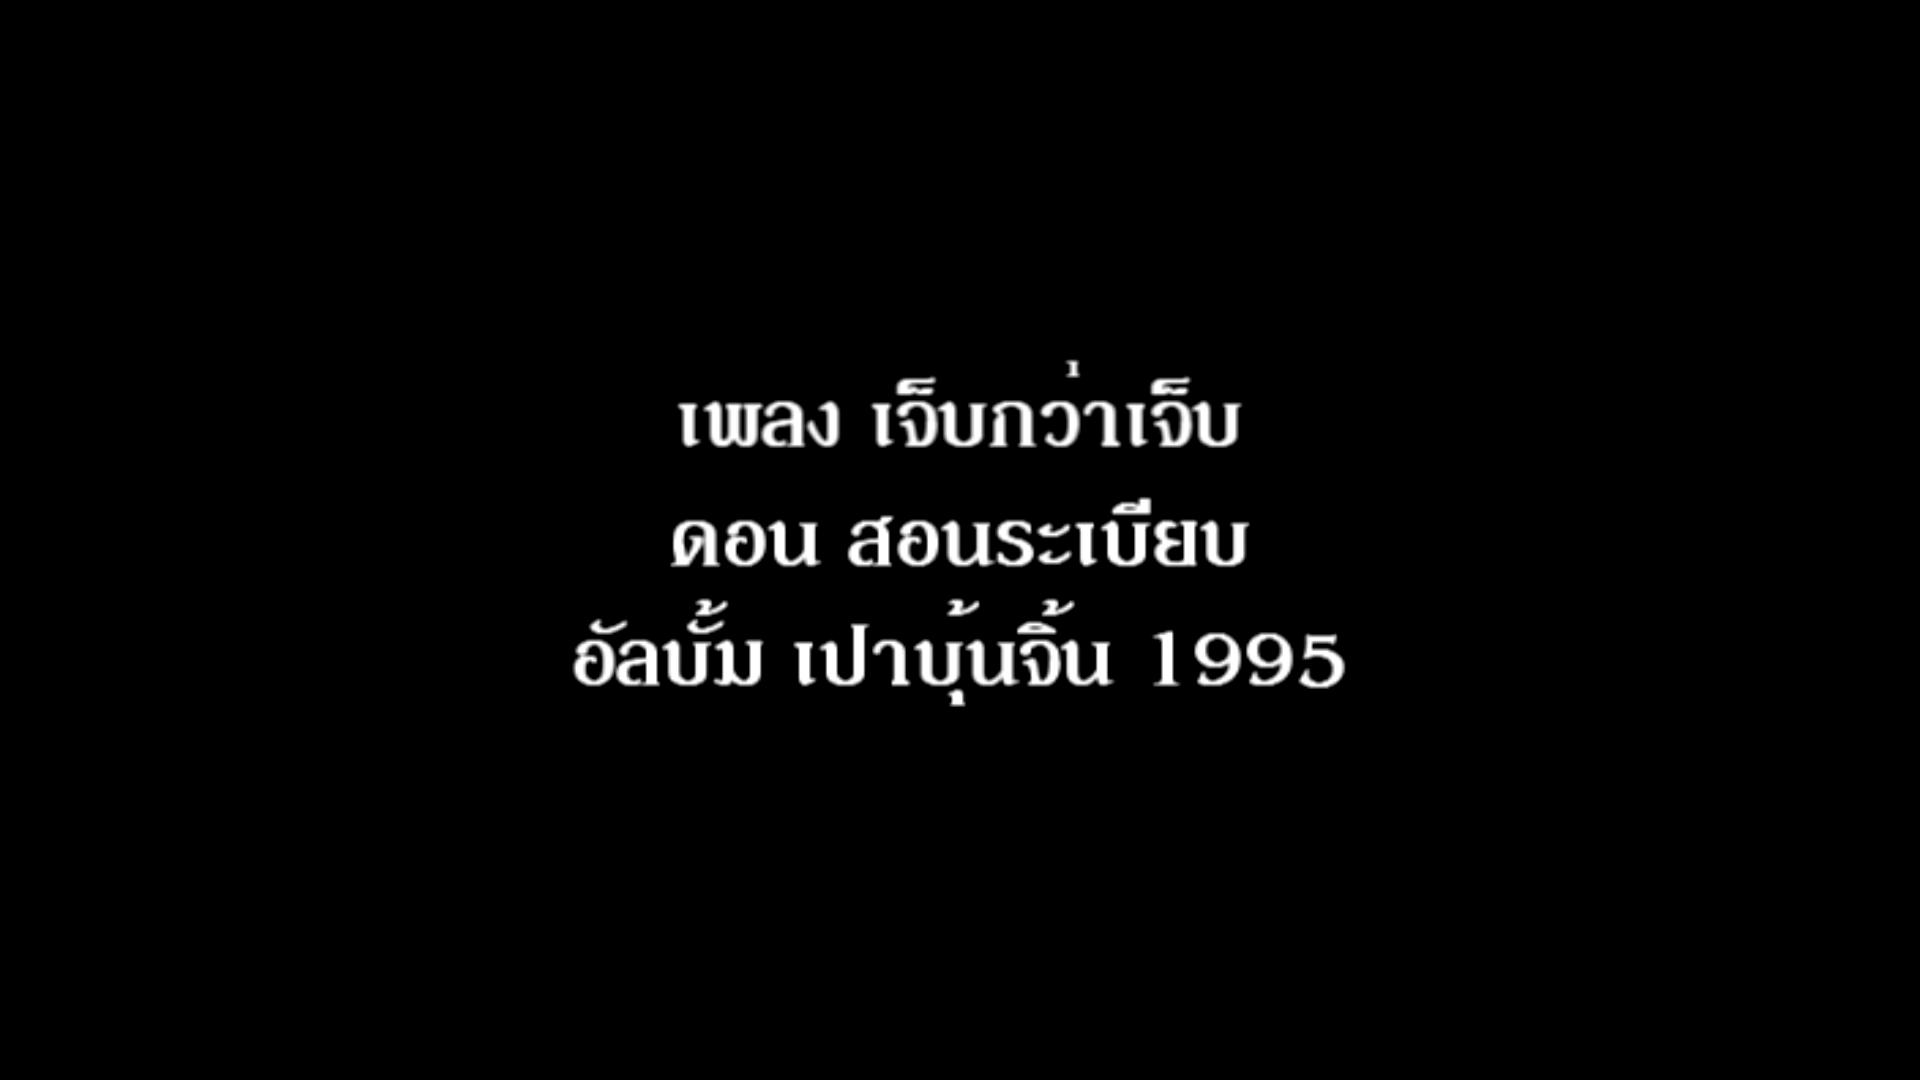 เพลง เจ็บกว่าเจ็บ
ดอน สอนระเบียบ
อัลบั้ม เปาบุ้นจิ้น 1995